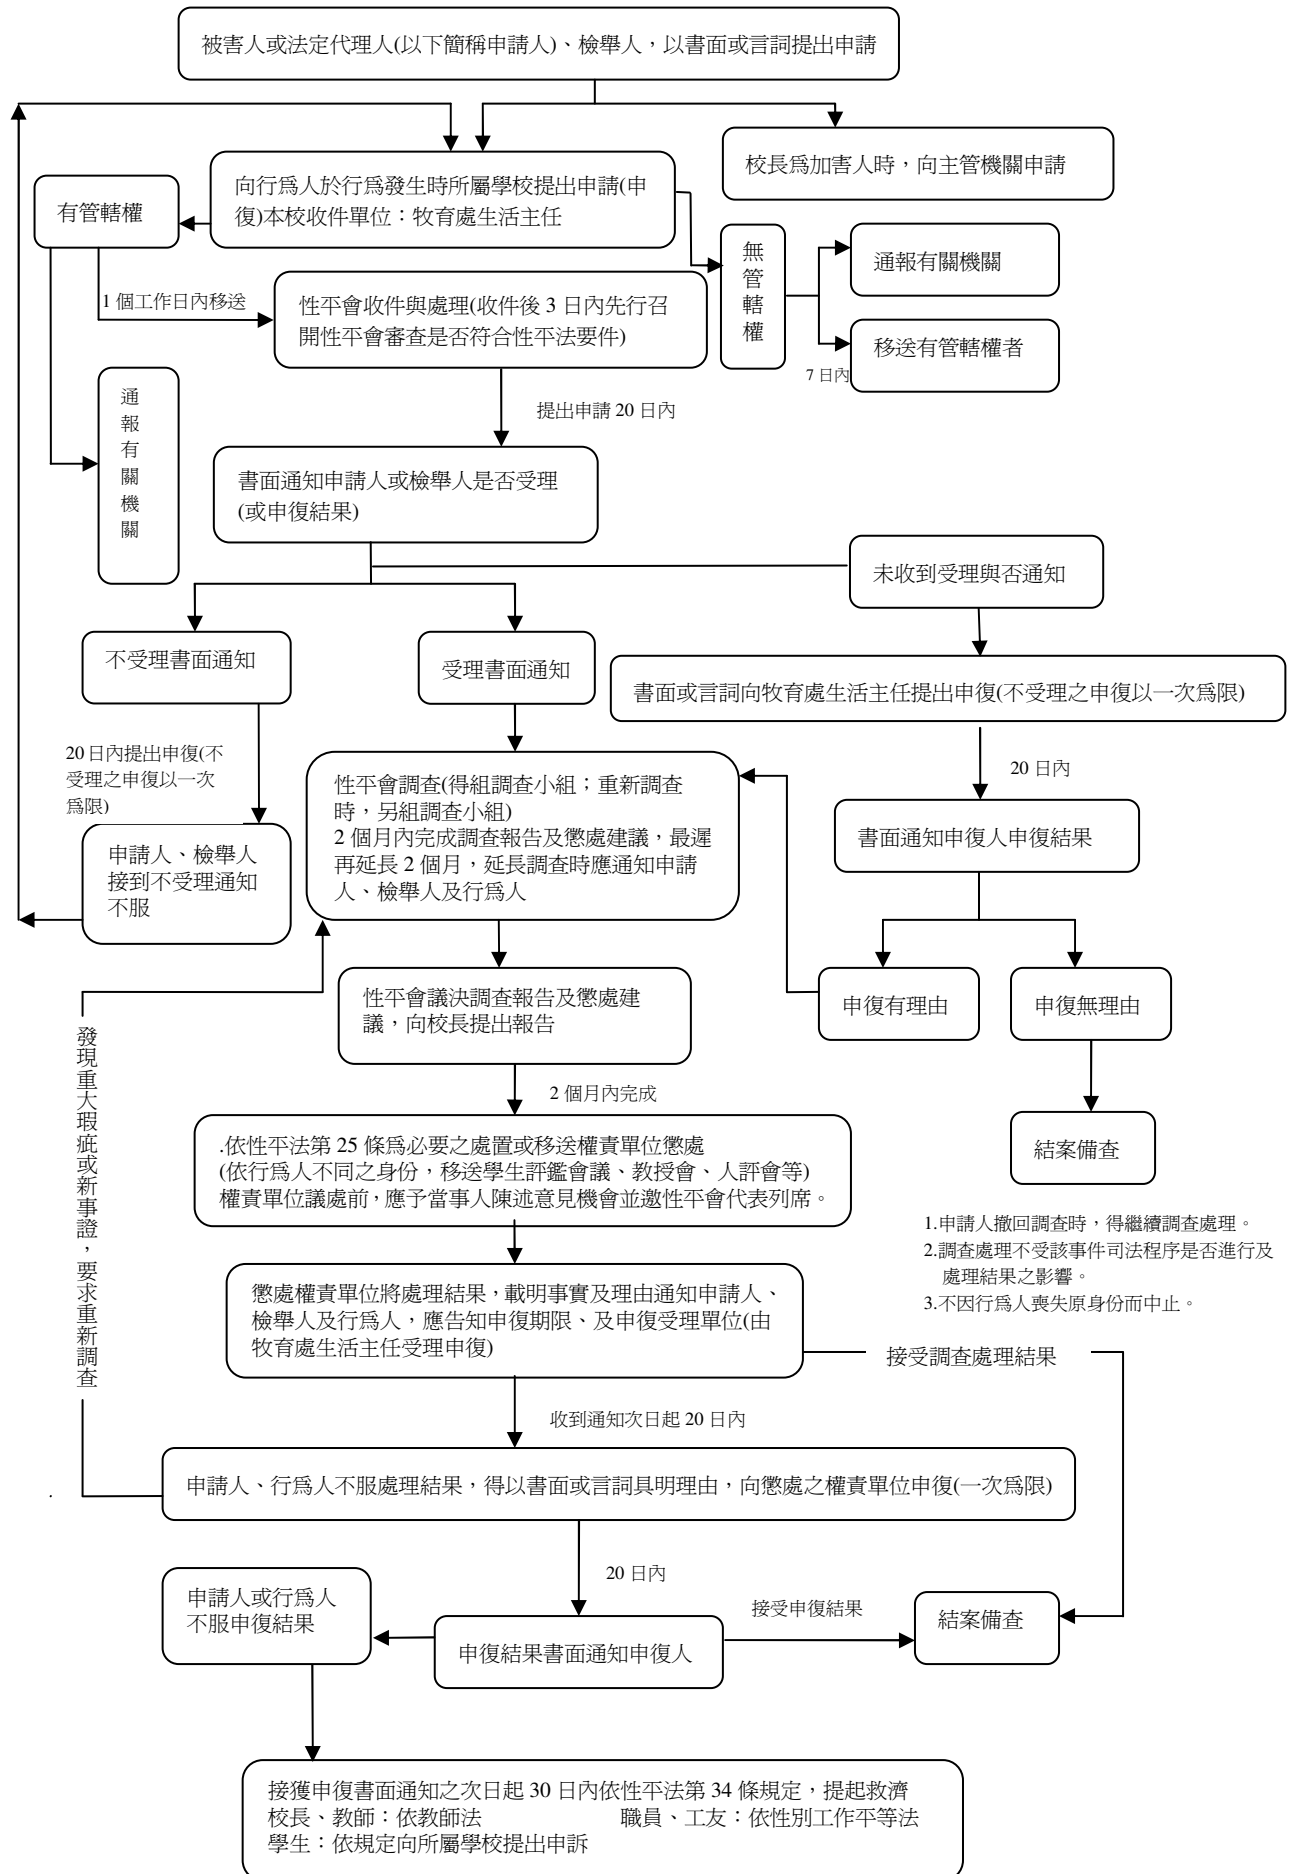 被害人或法定代理人(以下簡稱申請人)、檢舉人，以書面或言詞提出申請
校長為加害人時，向主管機關申請
向行為人於行為發生時所屬學校提出申請(申
復)本校收件單位：牧育處生活主任
有管轄權
無管轄權
通報有關機關
移送有管轄權者
7 日內
1 個工作日內移送
性平會收件與處理(收件後 3 日內先行召
開性平會審查是否符合性平法要件)
通報有關機關
提出申請 20 日內
書面通知申請人或檢舉人是否受理
(或申復結果)
未收到受理與否通知
不受理書面通知
受理書面通知
書面或言詞向牧育處生活主任提出申復(不受理之申復以一次為限)
20 日內提出申復(不
受理之申復以一次
為限)
20 日內
性平會調查(得組調查小組；重新調查
時，另組調查小組)
2 個月內完成調查報告及懲處建議，最遲
再延長 2 個月，延長調查時應通知申請
人、檢舉人及行為人
書面通知申復人申復結果
申請人、檢舉人
接到不受理通知
不服
性平會議決調查報告及懲處建
議，向校長提出報告
申復有理由
申復無理由
發現重大瑕疵或新事證，要求重新調查
2 個月內完成
結案備查
.依性平法第 25 條為必要之處置或移送權責單位懲處
(依行為人不同之身份，移送學生評鑑會議、教授會、人評會等)
權責單位議處前，應予當事人陳述意見機會並邀性平會代表列席。
1.申請人撤回調查時，得繼續調查處理。
2.調查處理不受該事件司法程序是否進行及
處理結果之影響。
3.不因行為人喪失原身份而中止。
懲處權責單位將處理結果，載明事實及理由通知申請人、
檢舉人及行為人，應告知申復期限、及申復受理單位(由
牧育處生活主任受理申復)
接受調查處理結果
收到通知次日起 20 日內
申請人、行為人不服處理結果，得以書面或言詞具明理由，向懲處之權責單位申復(一次為限)
.
20 日內
申請人或行為人
不服申復結果
接受申復結果
結案備查
申復結果書面通知申復人
接獲申復書面通知之次日起 30 日內依性平法第 34 條規定，提起救濟
校長、教師：依教師法 職員、工友：依性別工作平等法
學生：依規定向所屬學校提出申訴